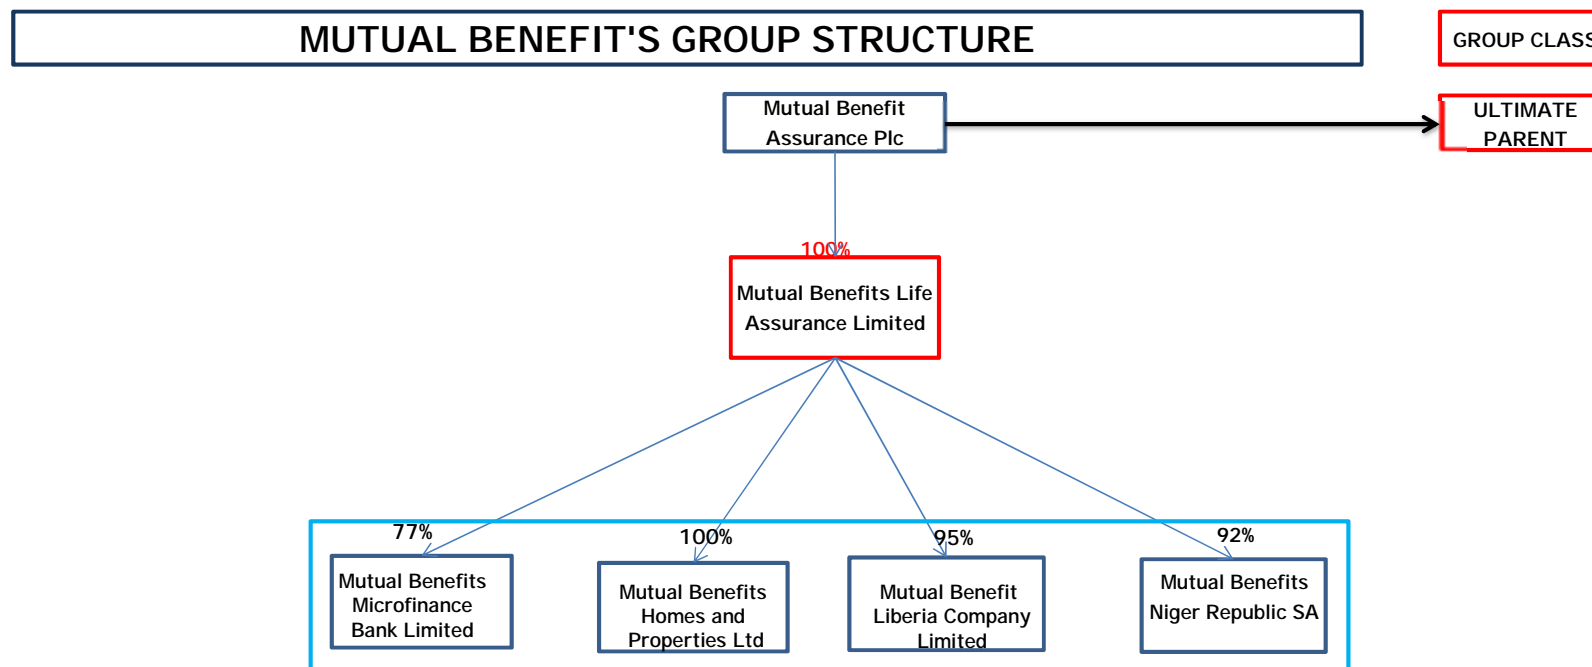 MUTUAL BENEFIT'S GROUP STRUCTURE
GROUP CLASS
Mutual Benefit
Assurance Plc
ULTIMATE
PARENT
100%
Mutual Benefits Life
Assurance Limited
77%
100%
95%
92%
Mutual Benefits
Microfinance
Bank Limited
Mutual Benefits
Homes and
Properties Ltd
Mutual Benefit
Liberia Company
Limited
Mutual Benefits
Niger Republic SA